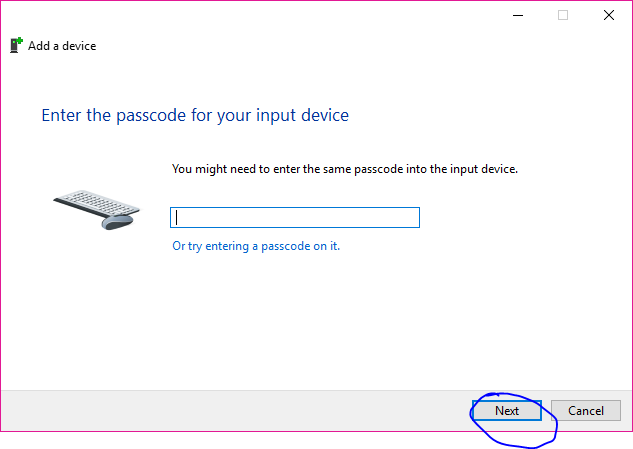 Add a device
Enter the passcode for your input device
You might need to enter the same passcode into the input device.
Or try entering a passcode on it.
Next
Cancel